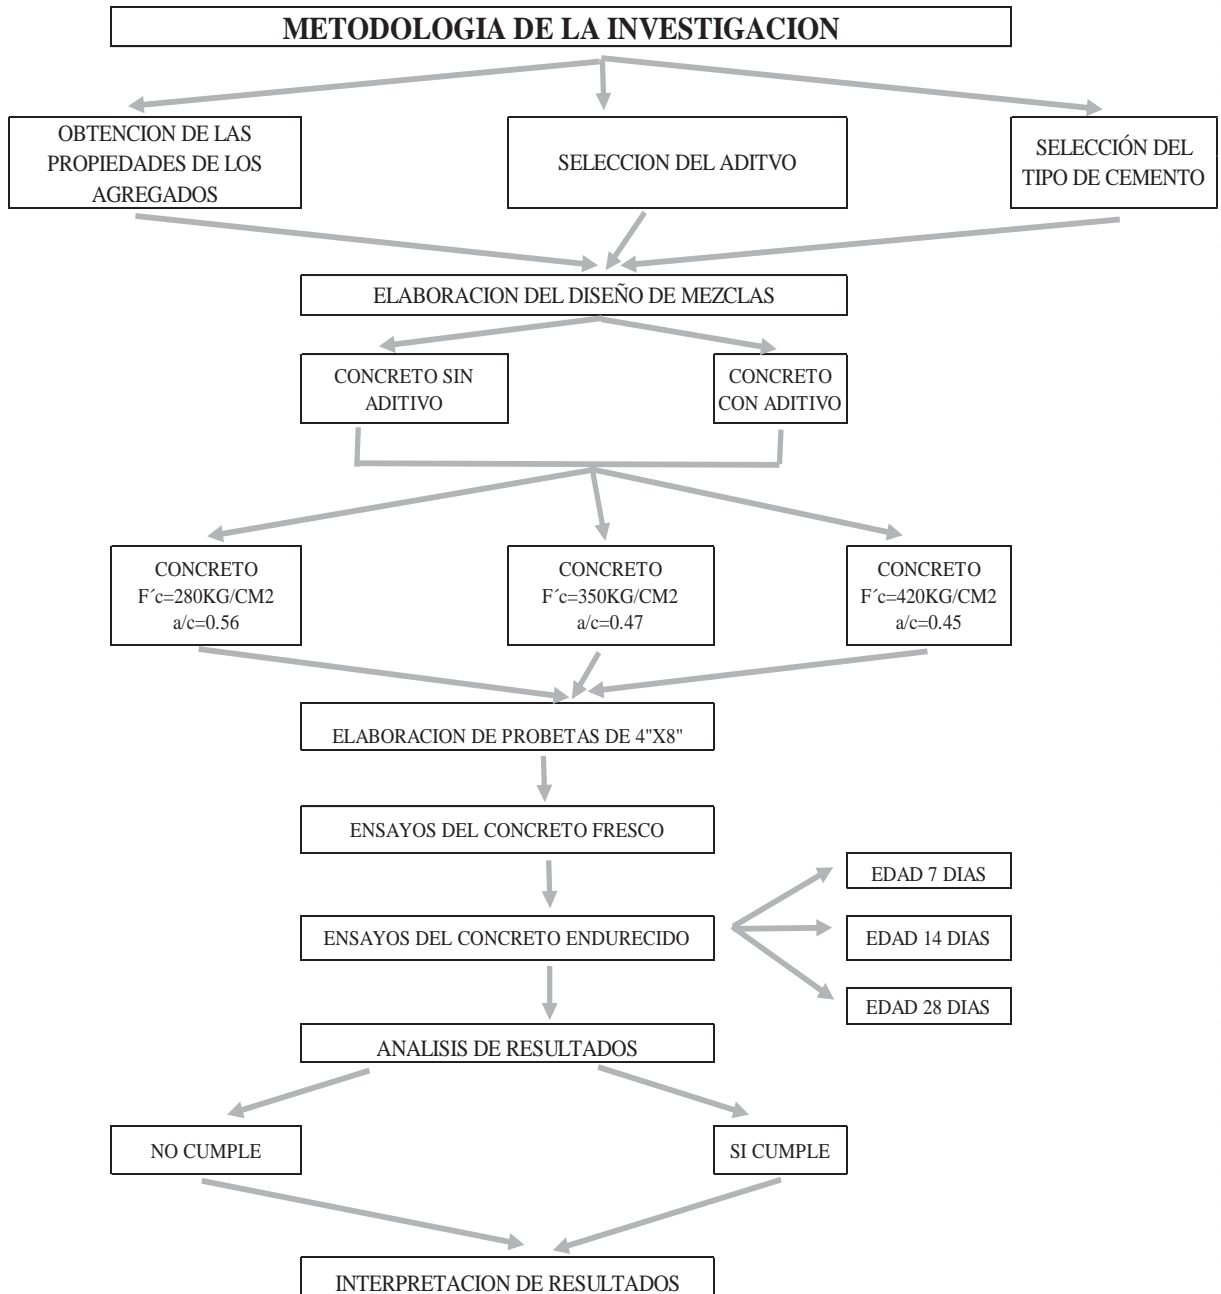 METODOLOGIA DE LA INVESTIGACION
OBTENCION DE LAS
PROPIEDADES DE LOS
AGREGADOS
SELECCION DEL ADITVO
SELECCIÓN DEL
TIPO DE CEMENTO
ELABORACION DEL DISEÑO DE MEZCLAS
CONCRETO SIN
ADITIVO
CONCRETO
CON ADITIVO
CONCRETO
F´c=280KG/CM2
a/c=0.56
CONCRETO
F´c=350KG/CM2
a/c=0.47
CONCRETO
F´c=420KG/CM2
a/c=0.45
ELABORACION DE PROBETAS DE 4"X8"
ENSAYOS DEL CONCRETO FRESCO
EDAD 7 DIAS
ENSAYOS DEL CONCRETO ENDURECIDO
EDAD 14 DIAS
EDAD 28 DIAS
ANALISIS DE RESULTADOS
NO CUMPLE
SI CUMPLE
INTERPRETACION DE RESULTADOS